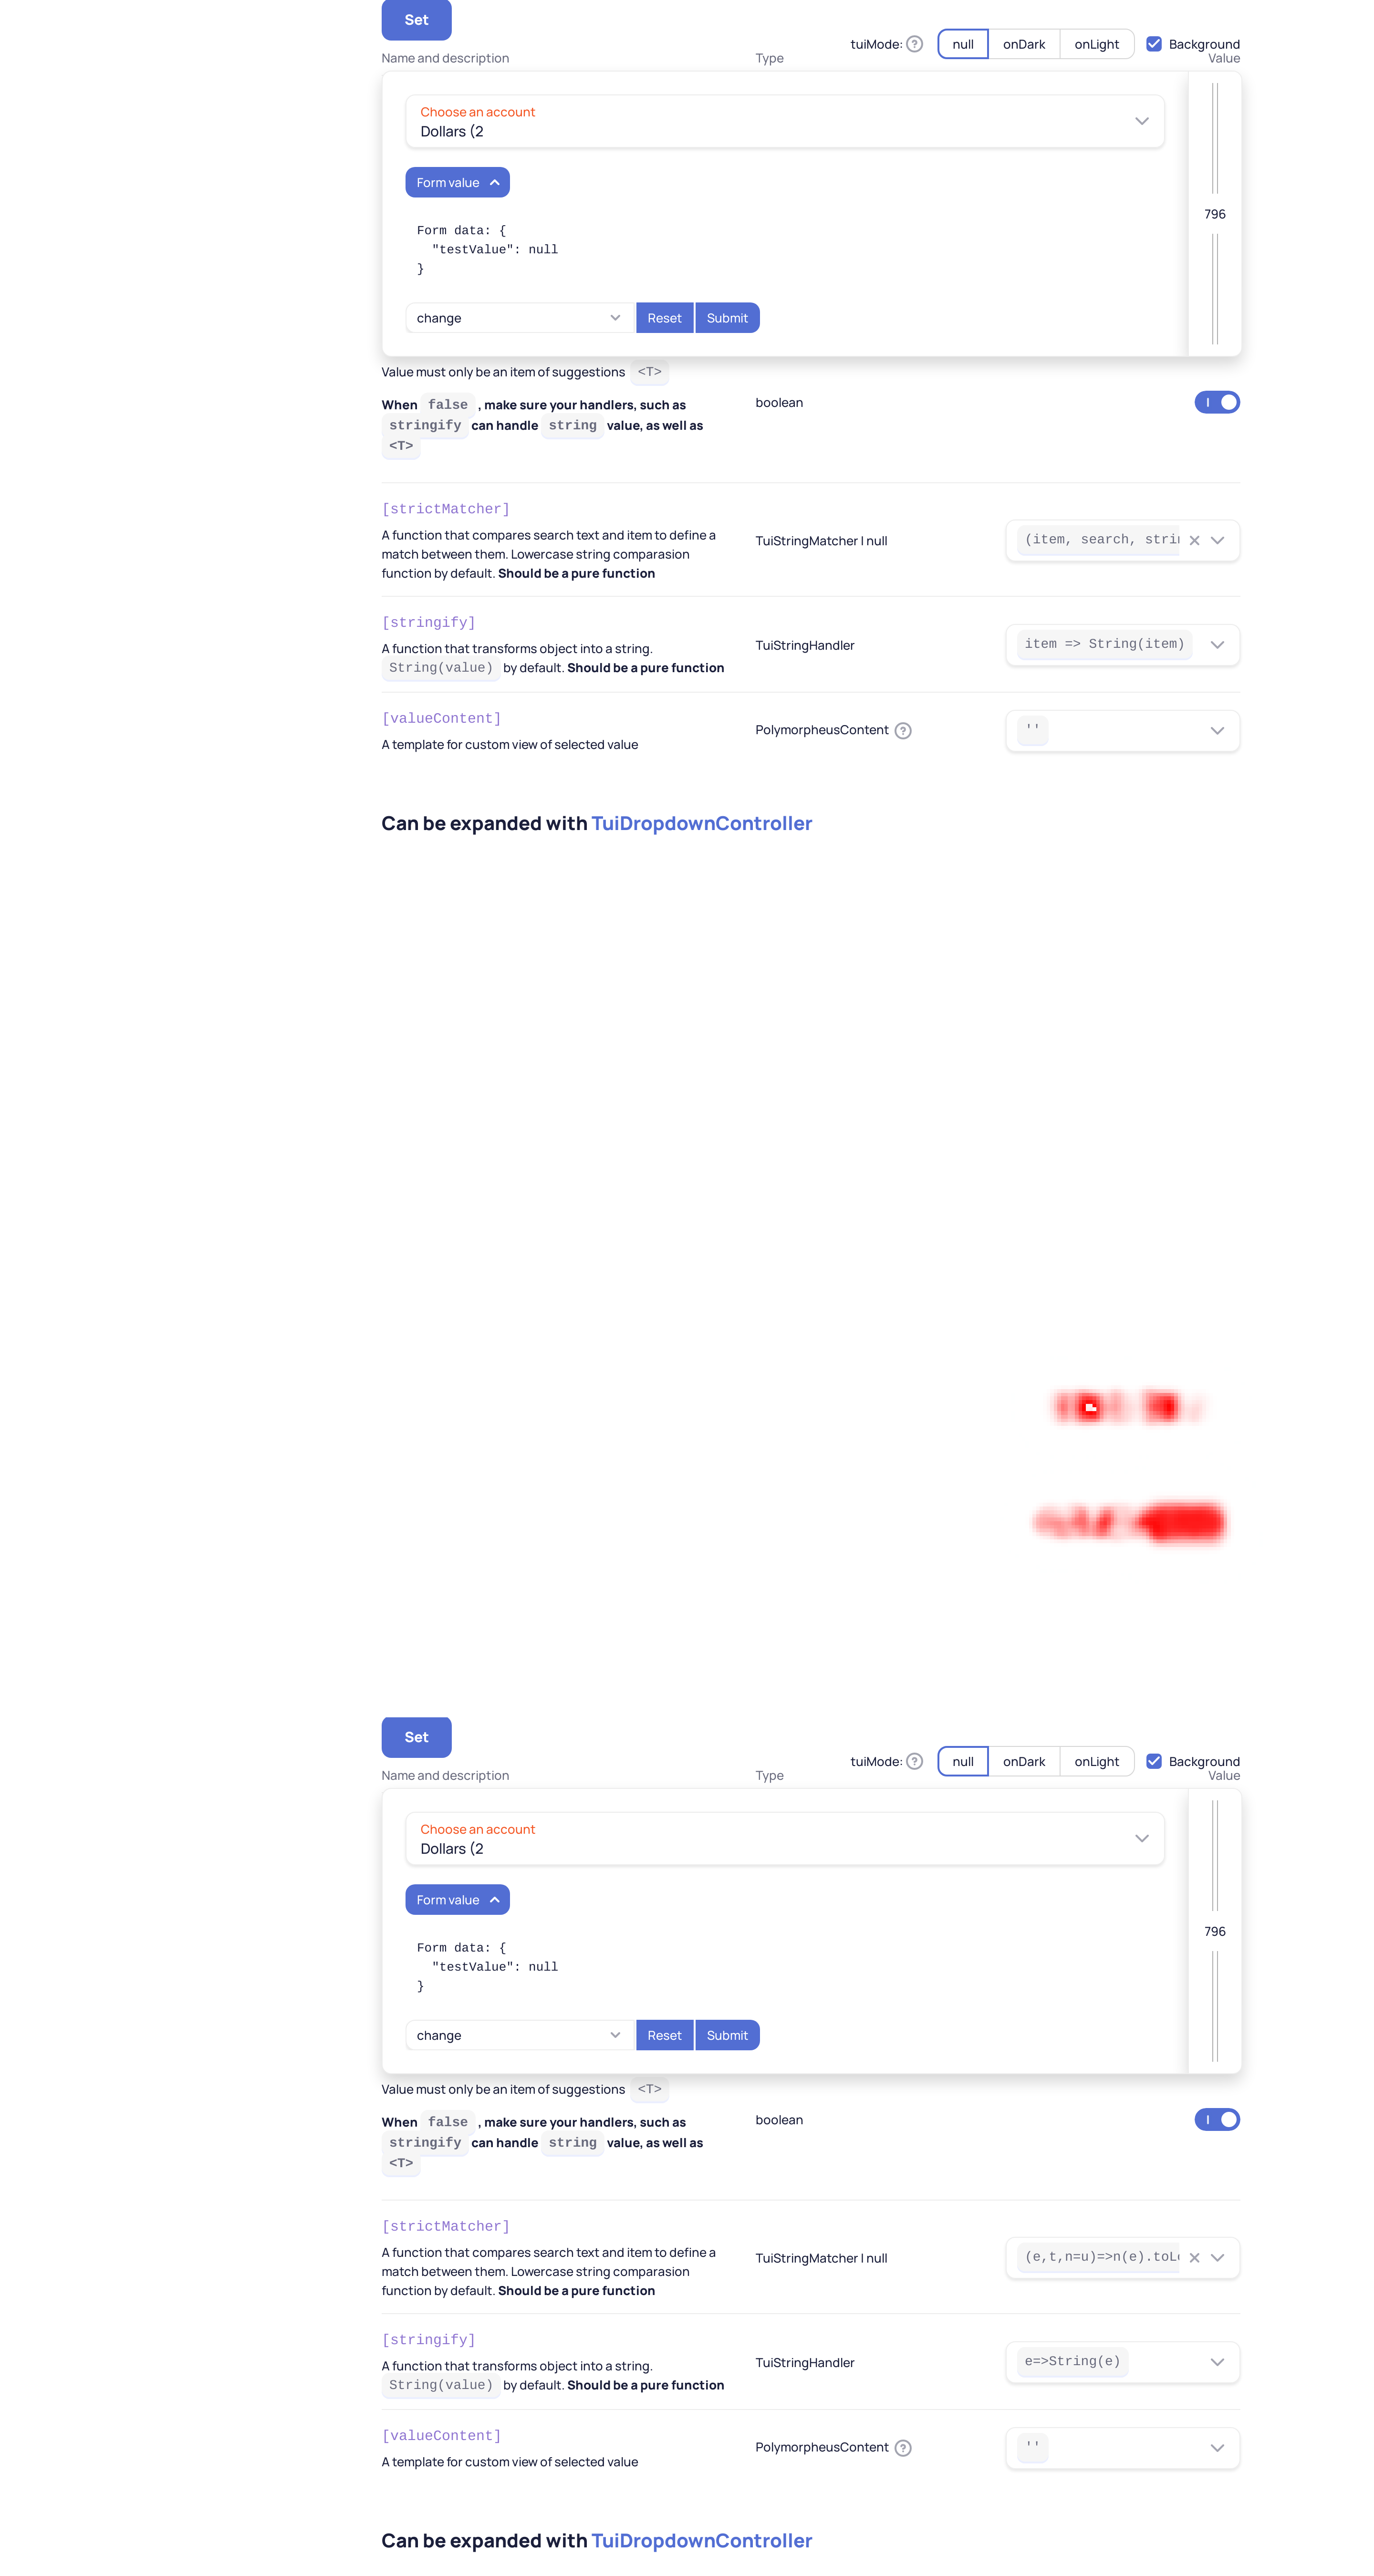 Set
tuiMode: ? null onDark onLight Background
Name and description Type Value
Choose an account
Dollars (2
Form value
796
Form data: {
"testValue": null
}
change Reset Submit
Value must only be an item of suggestions <T>
When false , make sure your handlers, such as
stringify can handle string value, as well as
<T>
boolean
[strictMatcher]
A function that compares search text and item to define a
match between them. Lowercase string comparasion
function by default. Should be a pure function
TuiStringMatcher | null
(item, search, strin
[stringify]
A function that transforms object into a string.
String(value) by default. Should be a pure function
TuiStringHandler
item => String(item)
[valueContent]
A template for custom view of selected value
PolymorpheusContent ?
''
Can be expanded with TuiDropdownController
Set
tuiMode: ? null onDark onLight Background
Name and description Type Value
Choose an account
Dollars (2
Form value
796
Form data: {
"testValue": null
}
change Reset Submit
Value must only be an item of suggestions <T>
When false , make sure your handlers, such as
stringify can handle string value, as well as
<T>
boolean
[strictMatcher]
A function that compares search text and item to define a
match between them. Lowercase string comparasion
function by default. Should be a pure function
TuiStringMatcher | null
(e,t,n=u)=>n(e).toLo
[stringify]
A function that transforms object into a string.
String(value) by default. Should be a pure function
TuiStringHandler
e=>String(e)
[valueContent]
A template for custom view of selected value
PolymorpheusContent ?
''
Can be expanded with TuiDropdownController